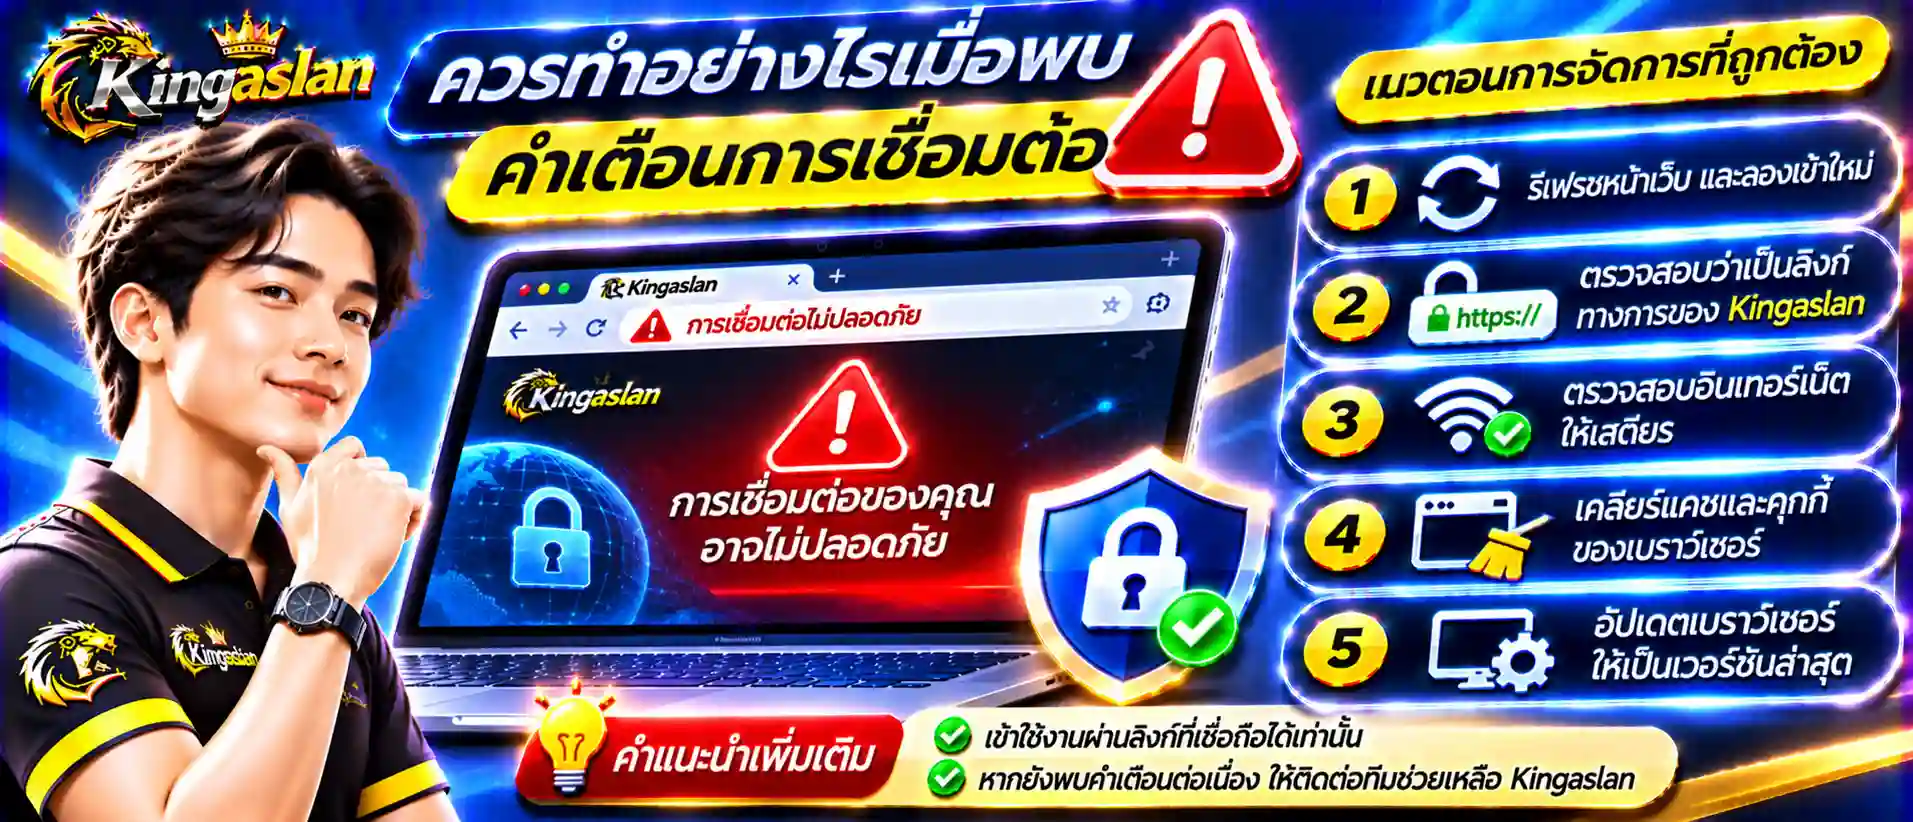 Kingaslan
ควรทำอย่างไรเมื่อพบ
คำเตือนการเชื่อมต้อ
Kingaslan
การเชื่อมต่อไม่ปลอดภัย
Kingaslan
การเชื่อมต่อของคุณ
อาจไม่ปลอดภัย
Kimgsdan
เมวตอนการจัดการที่ถูกต้อง
1
รีเฟรชหน้าเว็บ และลองเข้าใหม่
2
https://
ตรวจสอบว่าเป็นลิงก์
ทางการของ Kingaslan
3
ตรวจสอบอินเทอร์เน็ต
ให้เสตียร
4
เคลียร์แคชและคุกกี้
ของเบราว์เซอร์
5
อัปเดตเบราว์เซอร์
ให้เป็นเวอร์ชันล่าสุต
คำแนะนำเพิ่มเติม
เข้าใช้งานผ่านลิงก์ที่เชื่อถือได้เท่านั้น
หากยังพบคำเตือนต่อเนื่อง ให้ติดต่อทีมช่วยเหลือ Kingaslan